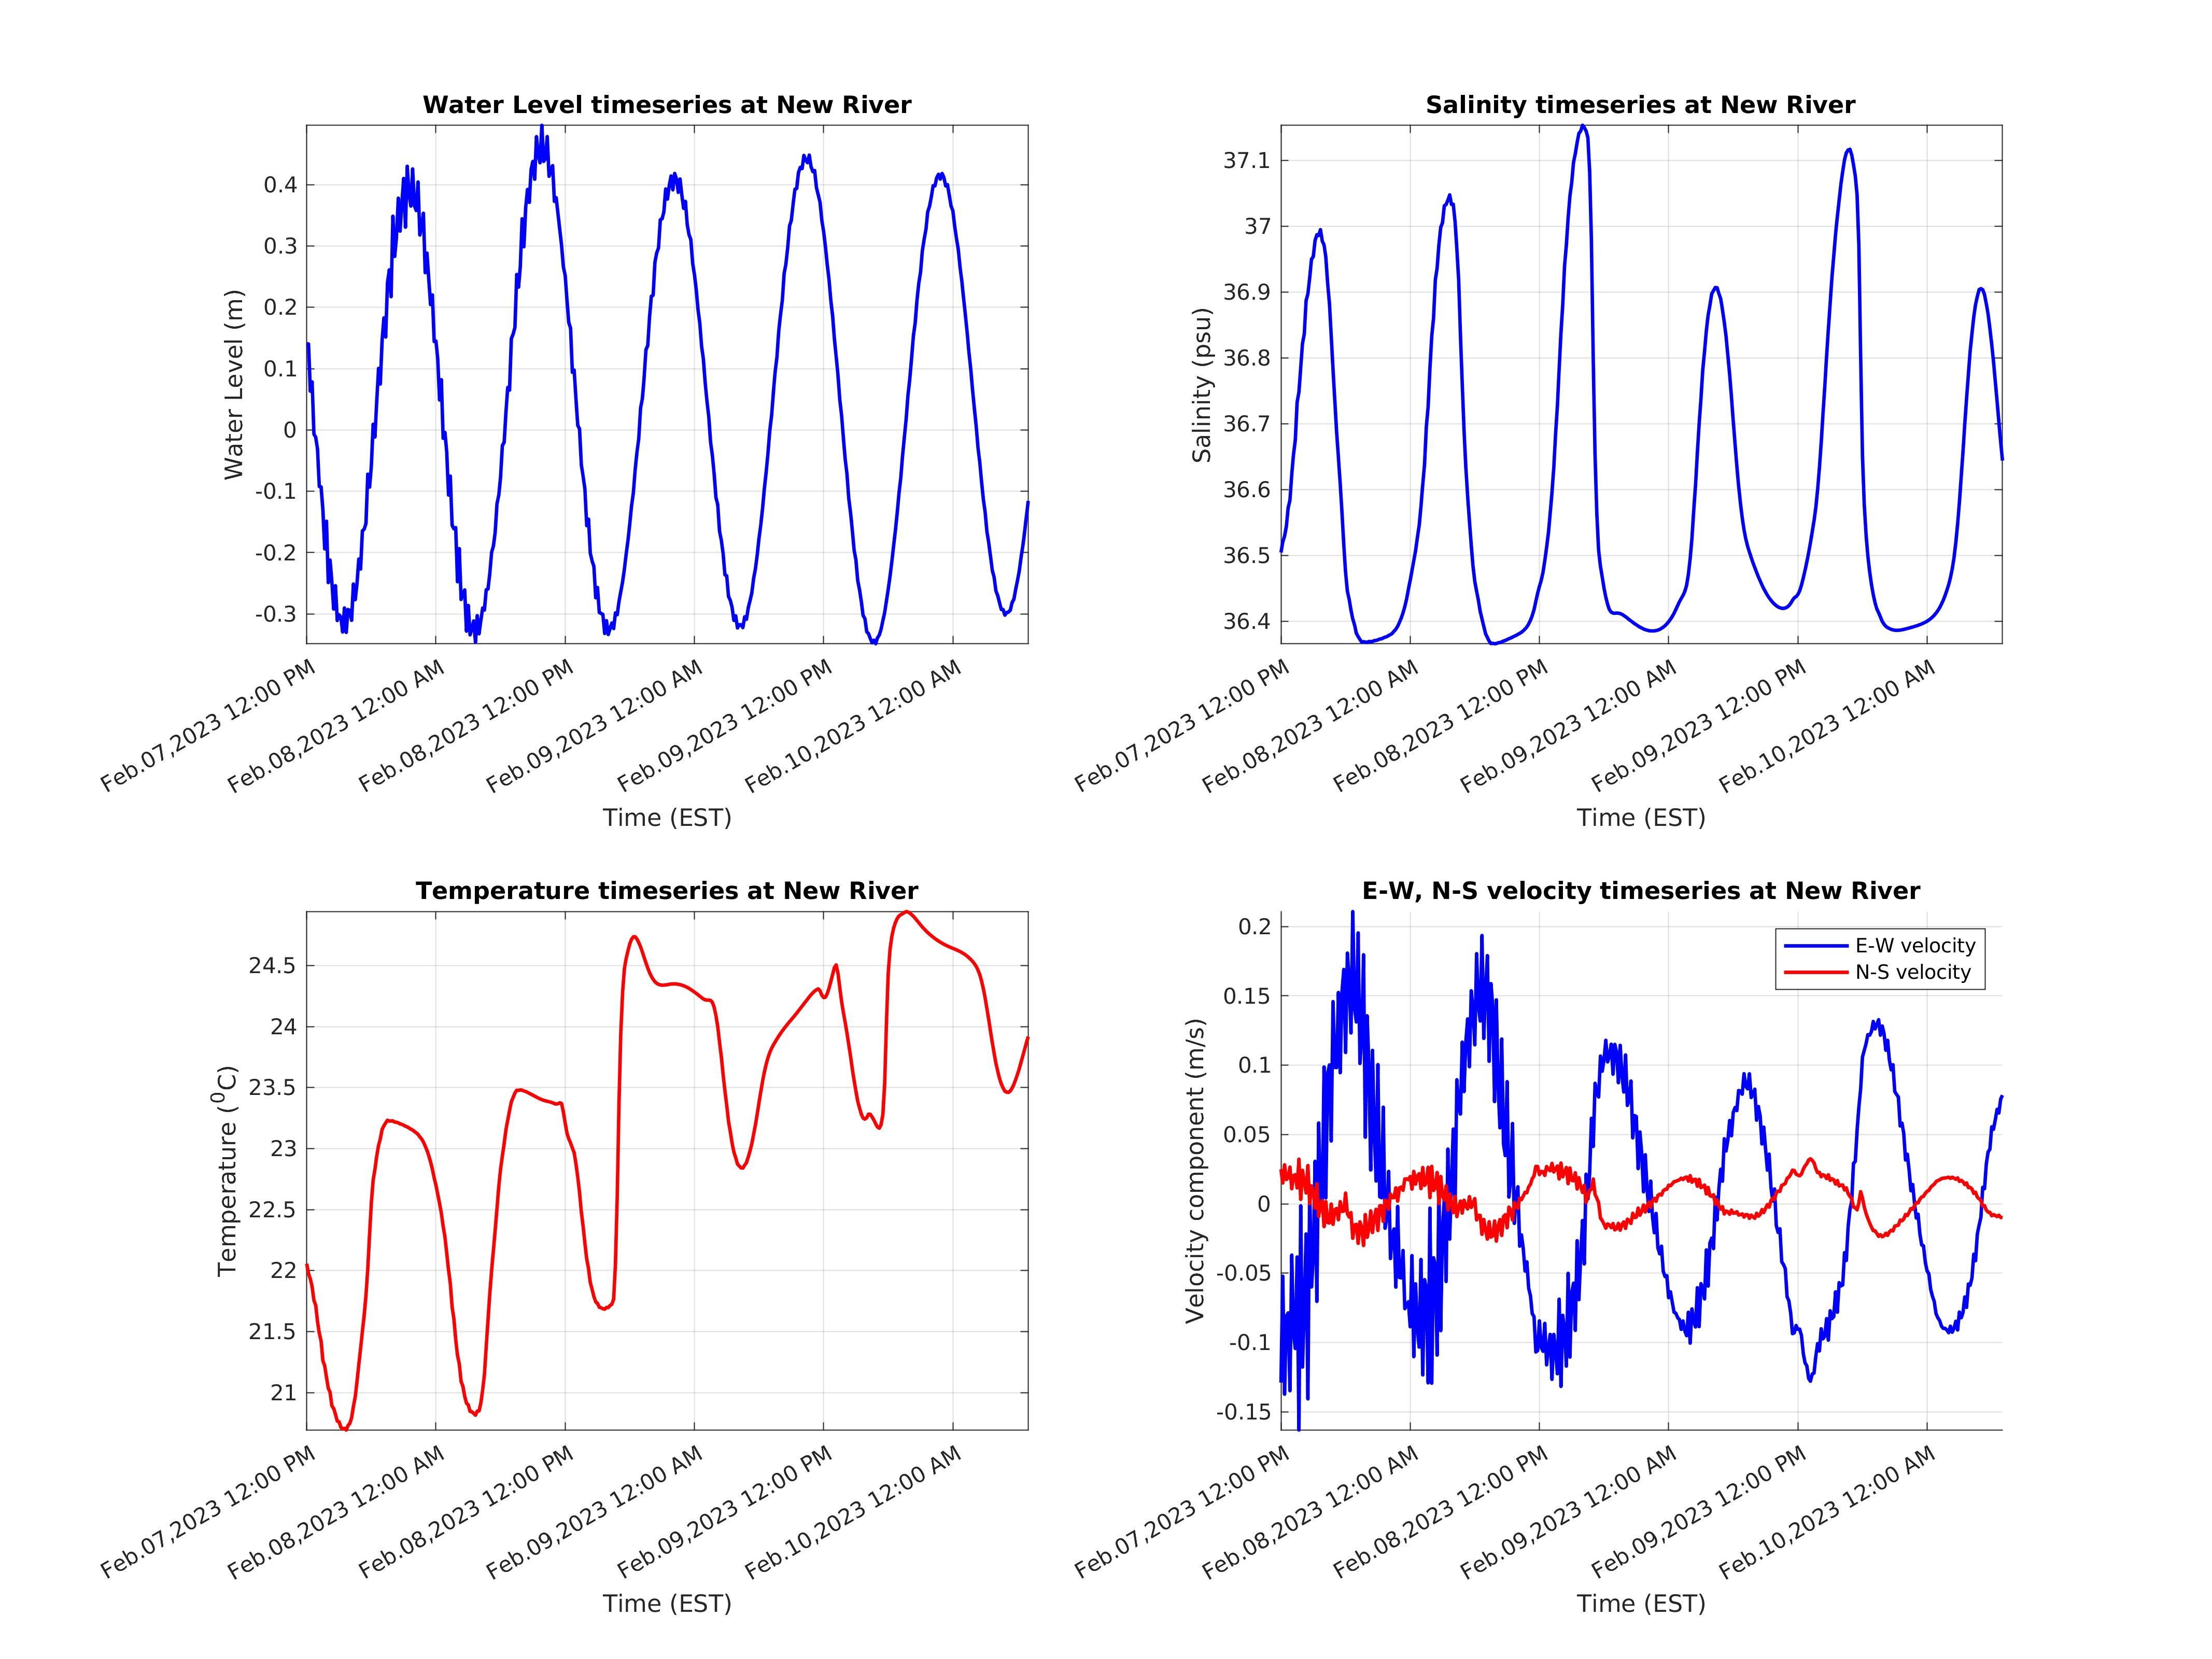 Water Level timeseries at New River
Water Level (m)
0.4
0.3
0.2
0.1
0
-0.1
-0.2
-0.3
Feb.07,2023 12:00 PM
Feb.08,2023 12:00 AM
Feb.08,2023 12:00 PM
Feb.09,2023 12:00 AM
Feb.09,2023 12:00 PM
Feb.10,2023 12:00 AM
Time (EST)
Salinity timeseries at New River
Salinity (psu)
37.1
37
36.9
36.8
36.7
36.6
36.5
36.4
Feb.07,2023 12:00 PM
Feb.08,2023 12:00 AM
Feb.08,2023 12:00 PM
Feb.09,2023 12:00 AM
Feb.09,2023 12:00 PM
Feb.10,2023 12:00 AM
Time (EST)
Temperature timeseries at New River
Temperature (⁰C)
24.5
24
23.5
23
22.5
22
21.5
21
Feb.07,2023 12:00 PM
Feb.08,2023 12:00 AM
Feb.08,2023 12:00 PM
Feb.09,2023 12:00 AM
Feb.09,2023 12:00 PM
Feb.10,2023 12:00 AM
Time (EST)
E-W, N-S velocity timeseries at New River
Velocity component (m/s)
0.2
0.15
0.1
0.05
0
-0.05
-0.1
-0.15
E-W velocity
N-S velocity
Feb.07,2023 12:00 PM
Feb.08,2023 12:00 AM
Feb.08,2023 12:00 PM
Feb.09,2023 12:00 AM
Feb.09,2023 12:00 PM
Feb.10,2023 12:00 AM
Time (EST)